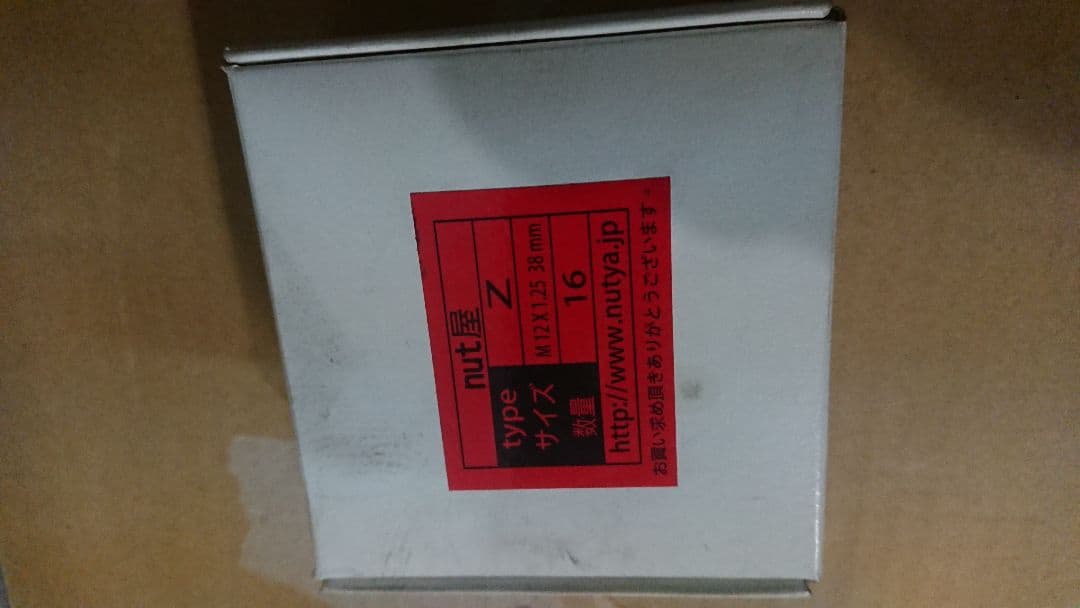 nut屋
type Z
サイズ M 12 X 1.25 38 mm
数量 16
http://www.nutya.jp
お買い求め頂きありがとうございます。